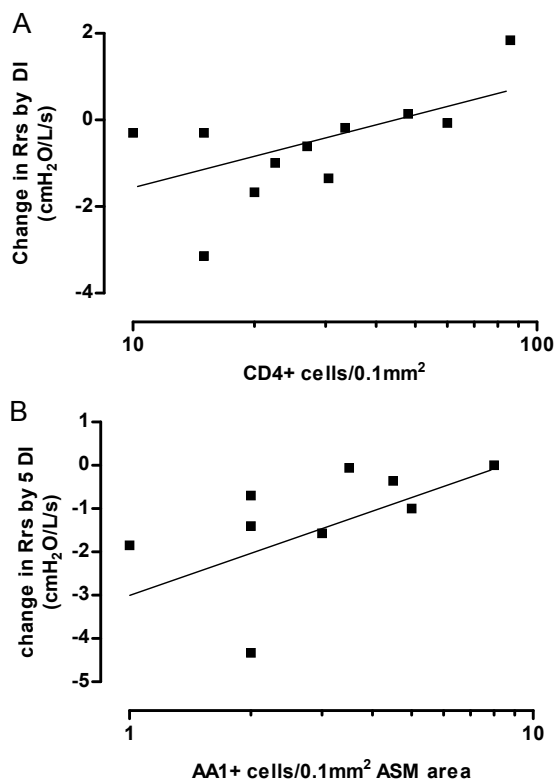 A
Change in Rrs by DI
(cmH₂O/L/s)
2
0
-2
-4
10
100
CD4+ cells/0.1mm²
B
change in Rrs by 5 DI
(cmH₂O/L/s)
1
0
-1
-2
-3
-4
-5
1
10
AA1+ cells/0.1mm² ASM area